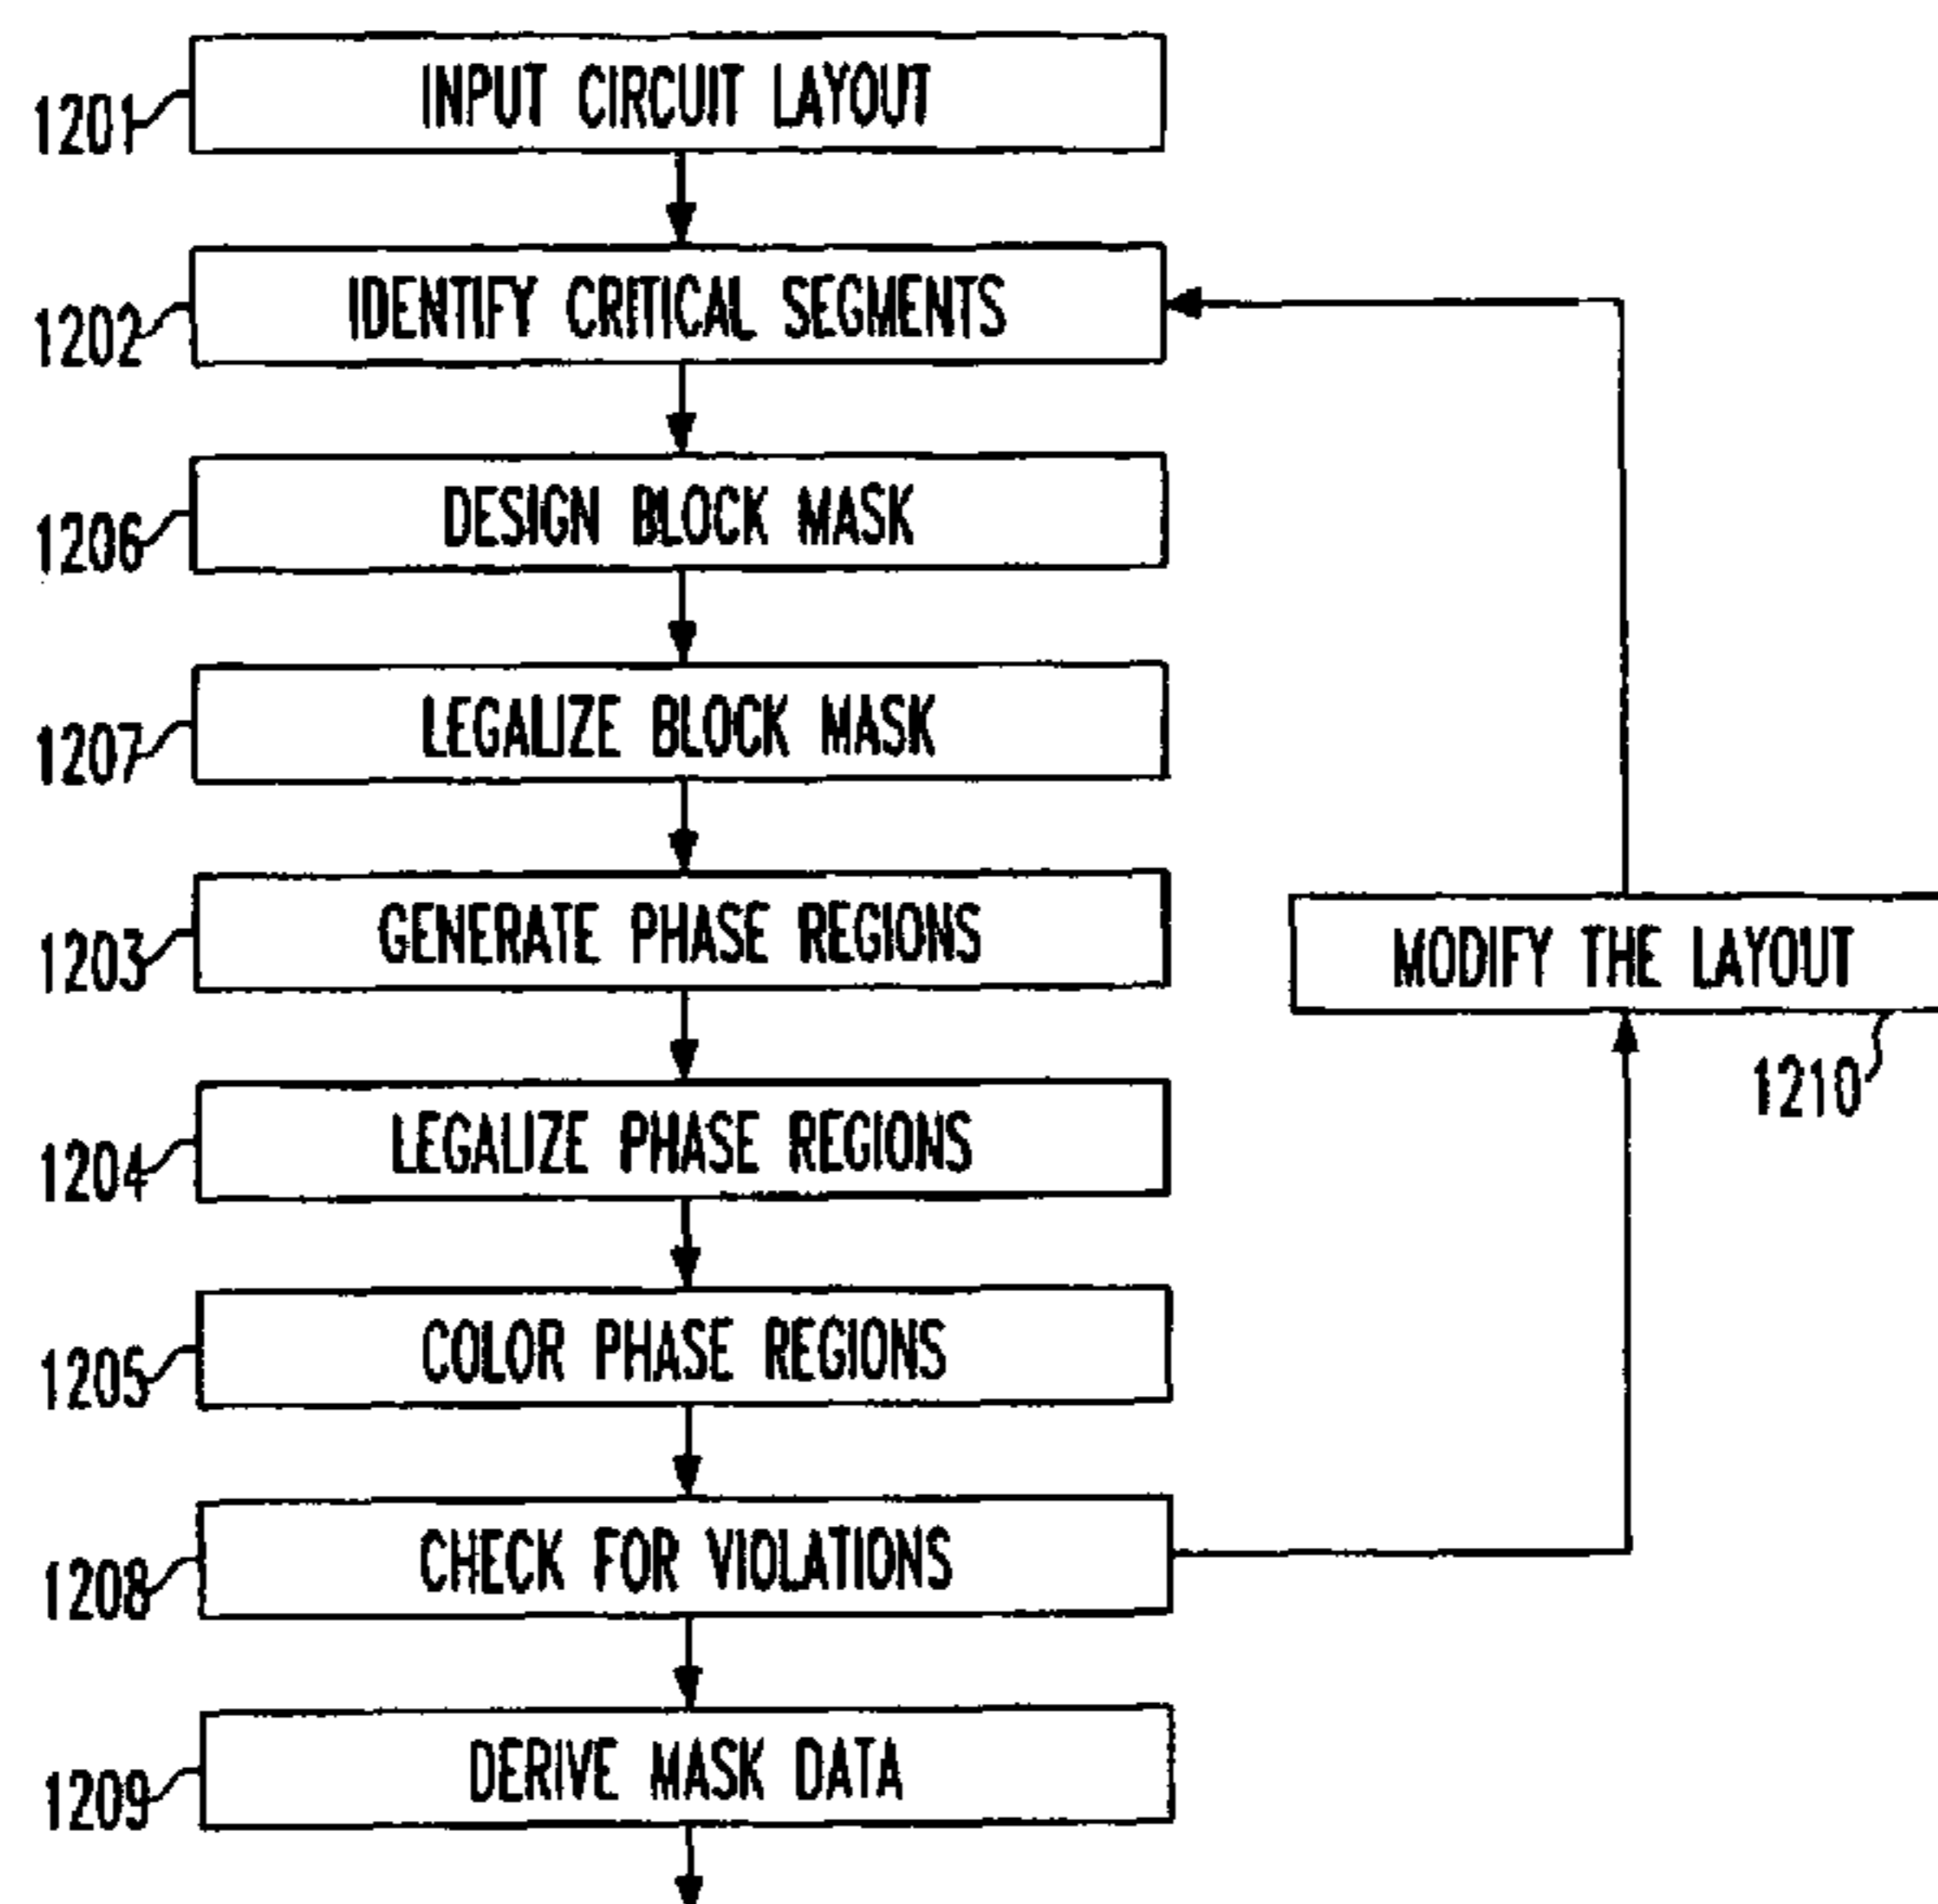 1201
INPUT CIRCUIT LAYOUT
1202
IDENTIFY CRITICAL SEGMENTS
1206
DESIGN BLOCK MASK
1207
LEGALIZE BLOCK MASK
1203
GENERATE PHASE REGIONS
MODIFY THE LAYOUT
1210
1204
LEGALIZE PHASE REGIONS
1205
COLOR PHASE REGIONS
1208
CHECK FOR VIOLATIONS
1209
DERIVE MASK DATA